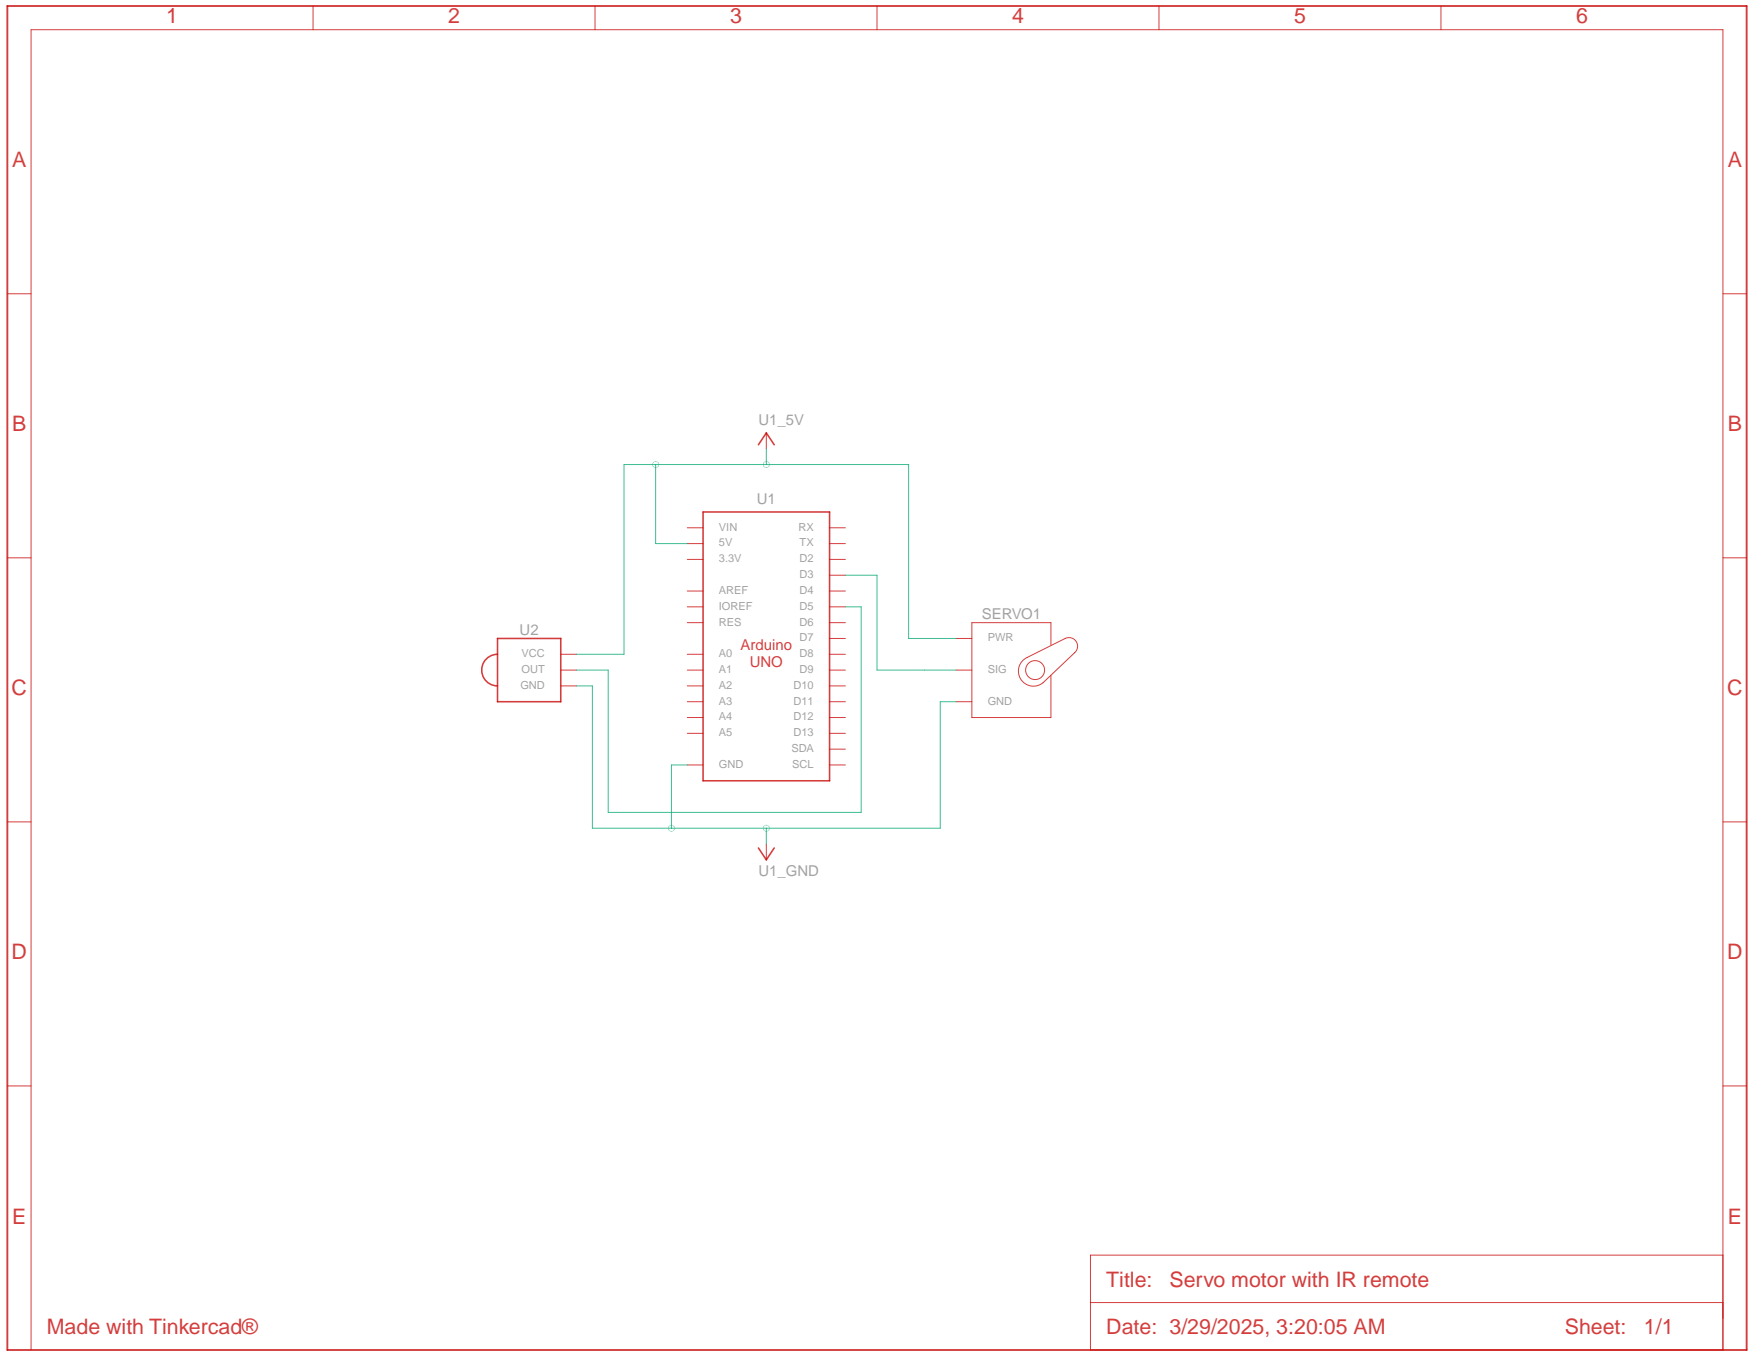 1 2 3 4 5 6
A A
B B
U1_5V
U1
VIN RX
5V TX
3.3V D2
D3
AREF D4
IOREF D5
RES D6
D7
Arduino
UNO
A0 D8
A1 D9
A2 D10
A3 D11
A4 D12
A5 D13
SDA
GND SCL
U2
VCC
OUT
GND
SERVO1
PWR
SIG
GND
C C
U1_GND
D D
E E
Title: Servo motor with IR remote
Made with Tinkercad®
Date: 3/29/2025, 3:20:05 AM Sheet: 1/1